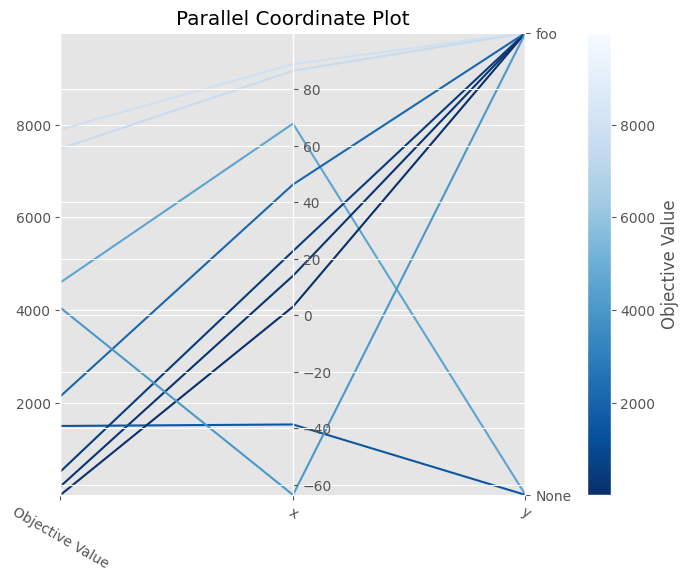 Parallel Coordinate Plot
foo
8000
6000
4000
2000
80
60
40
20
0
−20
−40
−60
None
Objective Value
x
y
8000
6000
4000
2000
Objective Value